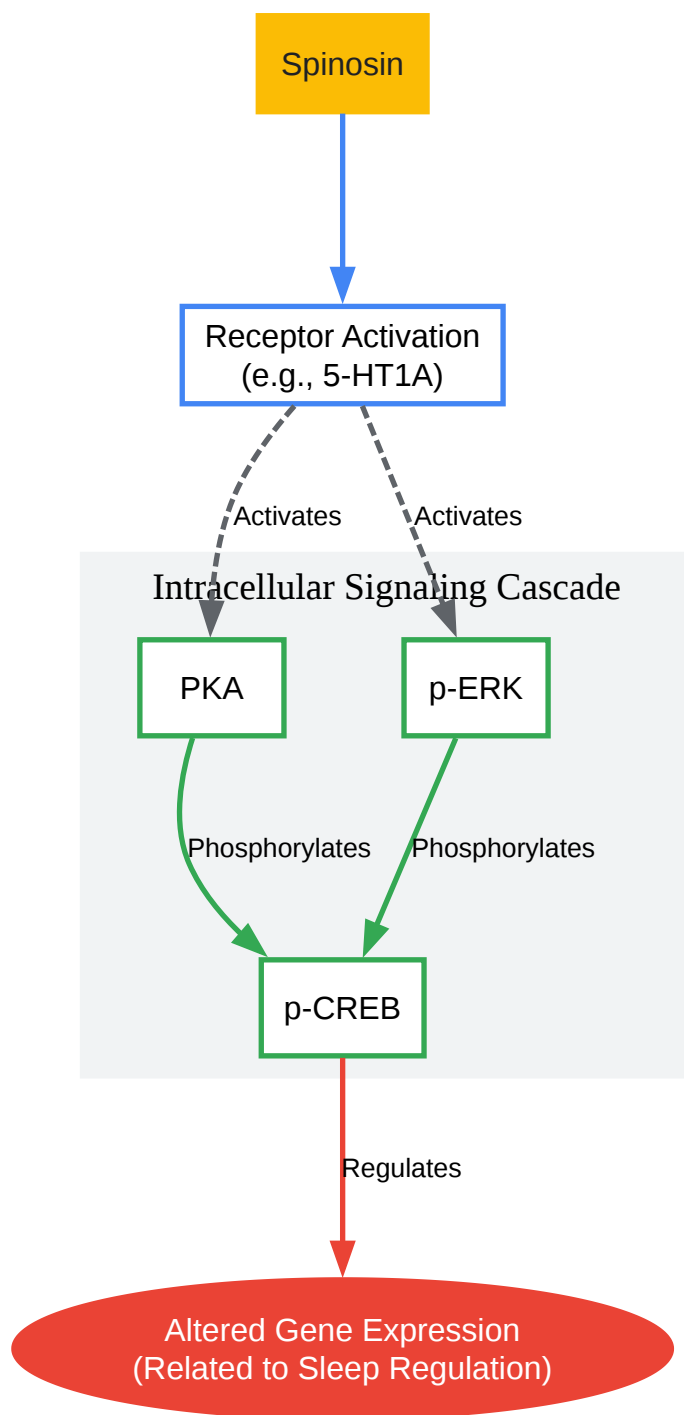 Spinosin
Receptor Activation
(e.g., 5-HT1A)
Activates
Activates
Intracellular Signaling Cascade
PKA
p-ERK
Phosphorylates
Phosphorylates
p-CREB
Regulates
Altered Gene Expression
(Related to Sleep Regulation)